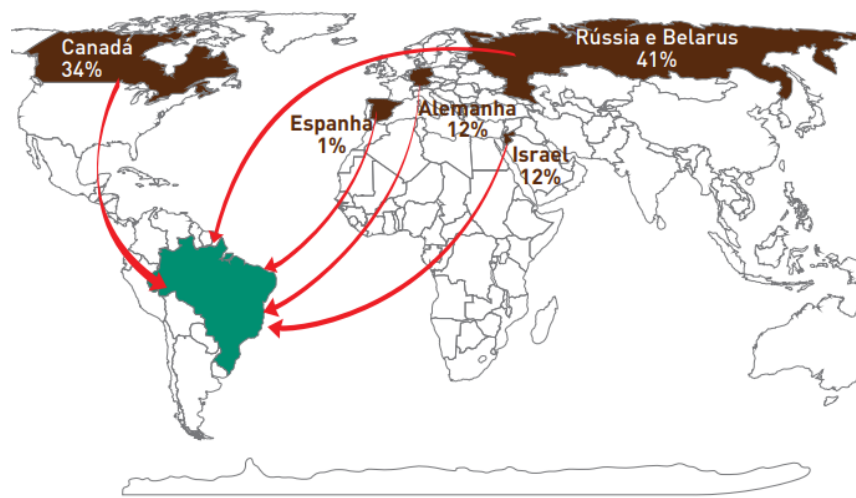 Canadá
34%
Rússia e Belarus
41%
Espanha
1%
Alemanha
12%
Israel
12%